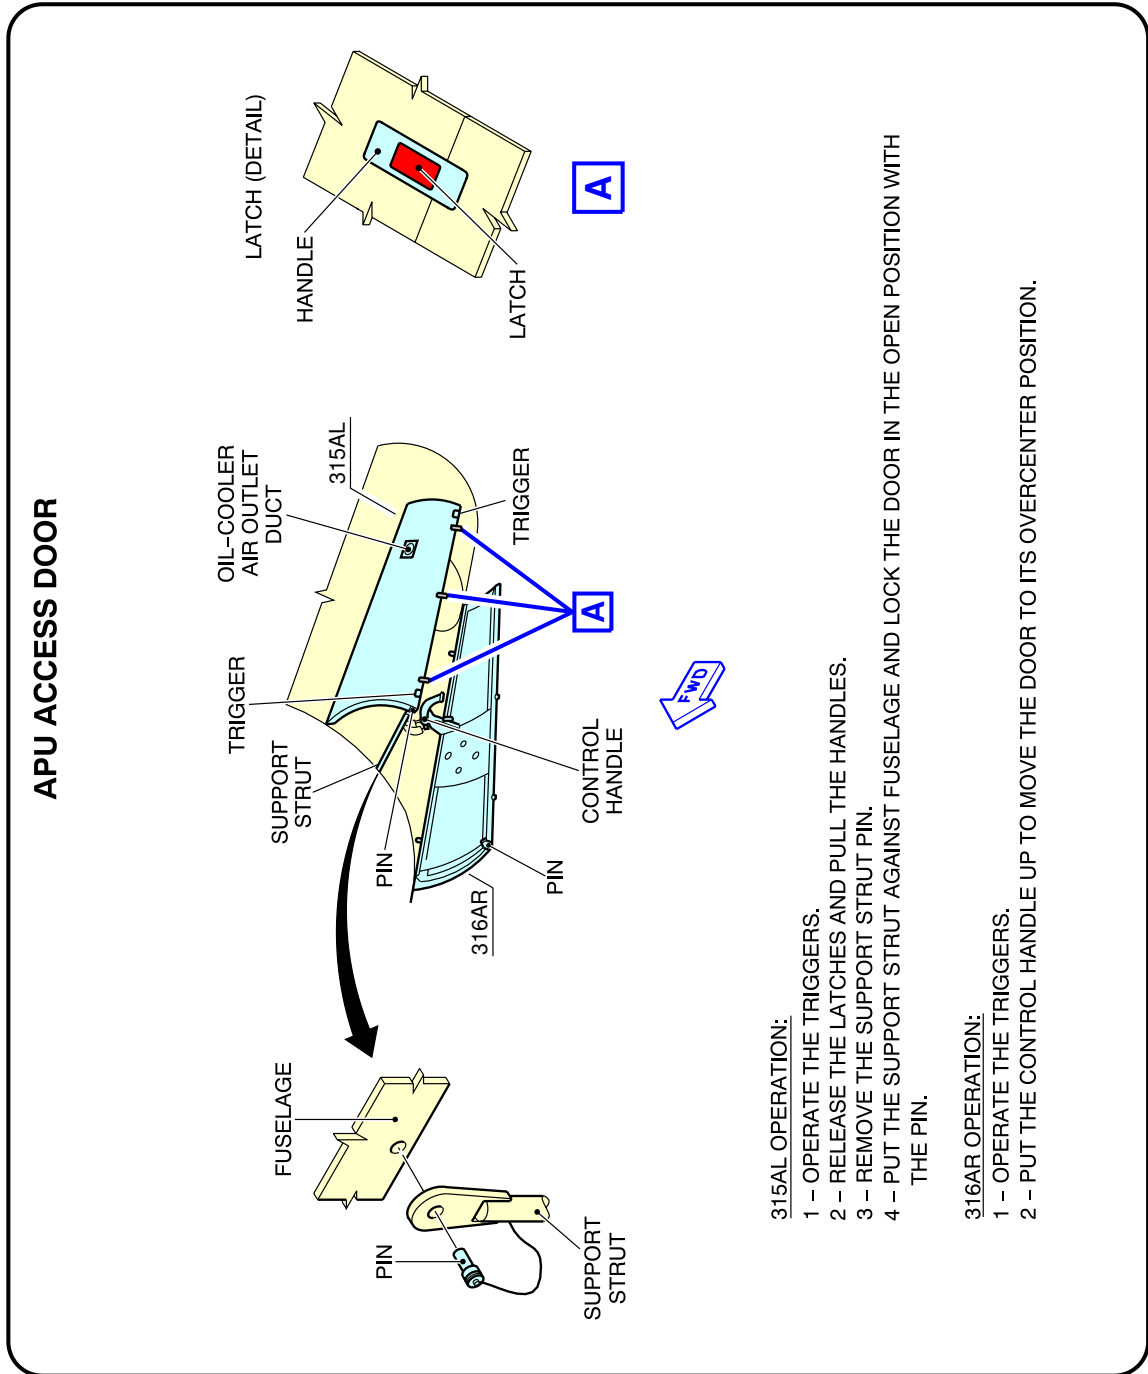 APU ACCESS DOOR
FUSELAGE
PIN
SUPPORT
STRUT
SUPPORT
STRUT
TRIGGER
OIL–COOLER
AIR OUTLET
DUCT
315AL
PIN
316AR
PIN
CONTROL
HANDLE
TRIGGER
A
FWD
LATCH (DETAIL)
HANDLE
LATCH
A
315AL OPERATION:
1 – OPERATE THE TRIGGERS.
2 – RELEASE THE LATCHES AND PULL THE HANDLES.
3 – REMOVE THE SUPPORT STRUT PIN.
4 – PUT THE SUPPORT STRUT AGAINST FUSELAGE AND LOCK THE DOOR IN THE OPEN POSITION WITH
THE PIN.
316AR OPERATION:
1 – OPERATE THE TRIGGERS.
2 – PUT THE CONTROL HANDLE UP TO MOVE THE DOOR TO ITS OVERCENTER POSITION.